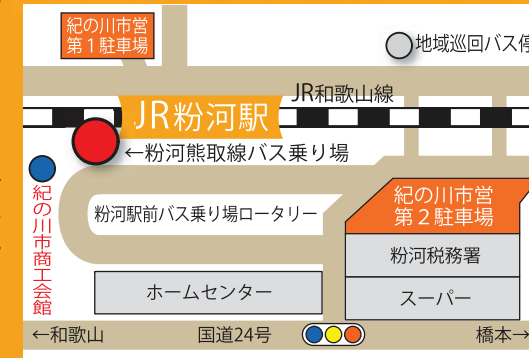 紀の川市営
第1駐車場
地域巡回バス停
JR和歌山線
JR粉河駅
←粉河熊取線バス乗り場
紀の川市商工会館
粉河駅前バス乗り場ロータリー
紀の川市営
第2駐車場
粉河税務署
ホームセンター
スーパー
←和歌山
国道24号
橋本→